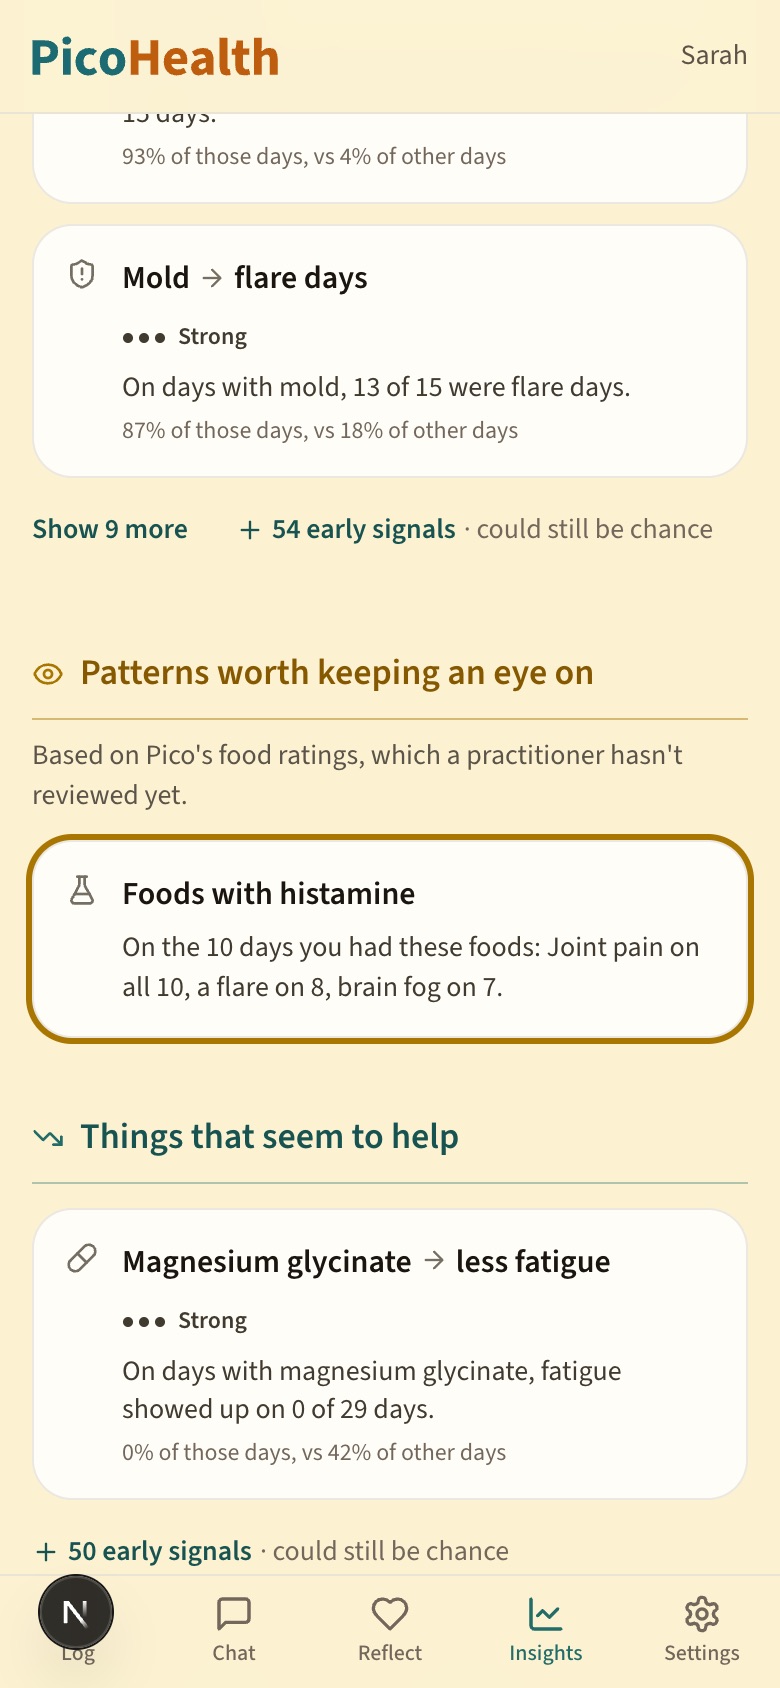 PicoHealth
Sarah
15 days.
93% of those days, vs 4% of other days
Mold → flare days
Strong
On days with mold, 13 of 15 were flare days.
87% of those days, vs 18% of other days
Show 9 more
+ 54 early signals · could still be chance
Patterns worth keeping an eye on
Based on Pico's food ratings, which a practitioner hasn't
reviewed yet.
Foods with histamine
On the 10 days you had these foods: Joint pain on
all 10, a flare on 8, brain fog on 7.
Things that seem to help
Magnesium glycinate → less fatigue
Strong
On days with magnesium glycinate, fatigue
showed up on 0 of 29 days.
0% of those days, vs 42% of other days
+ 50 early signals · could still be chance
N
Log
Chat
Reflect
Insights
Settings